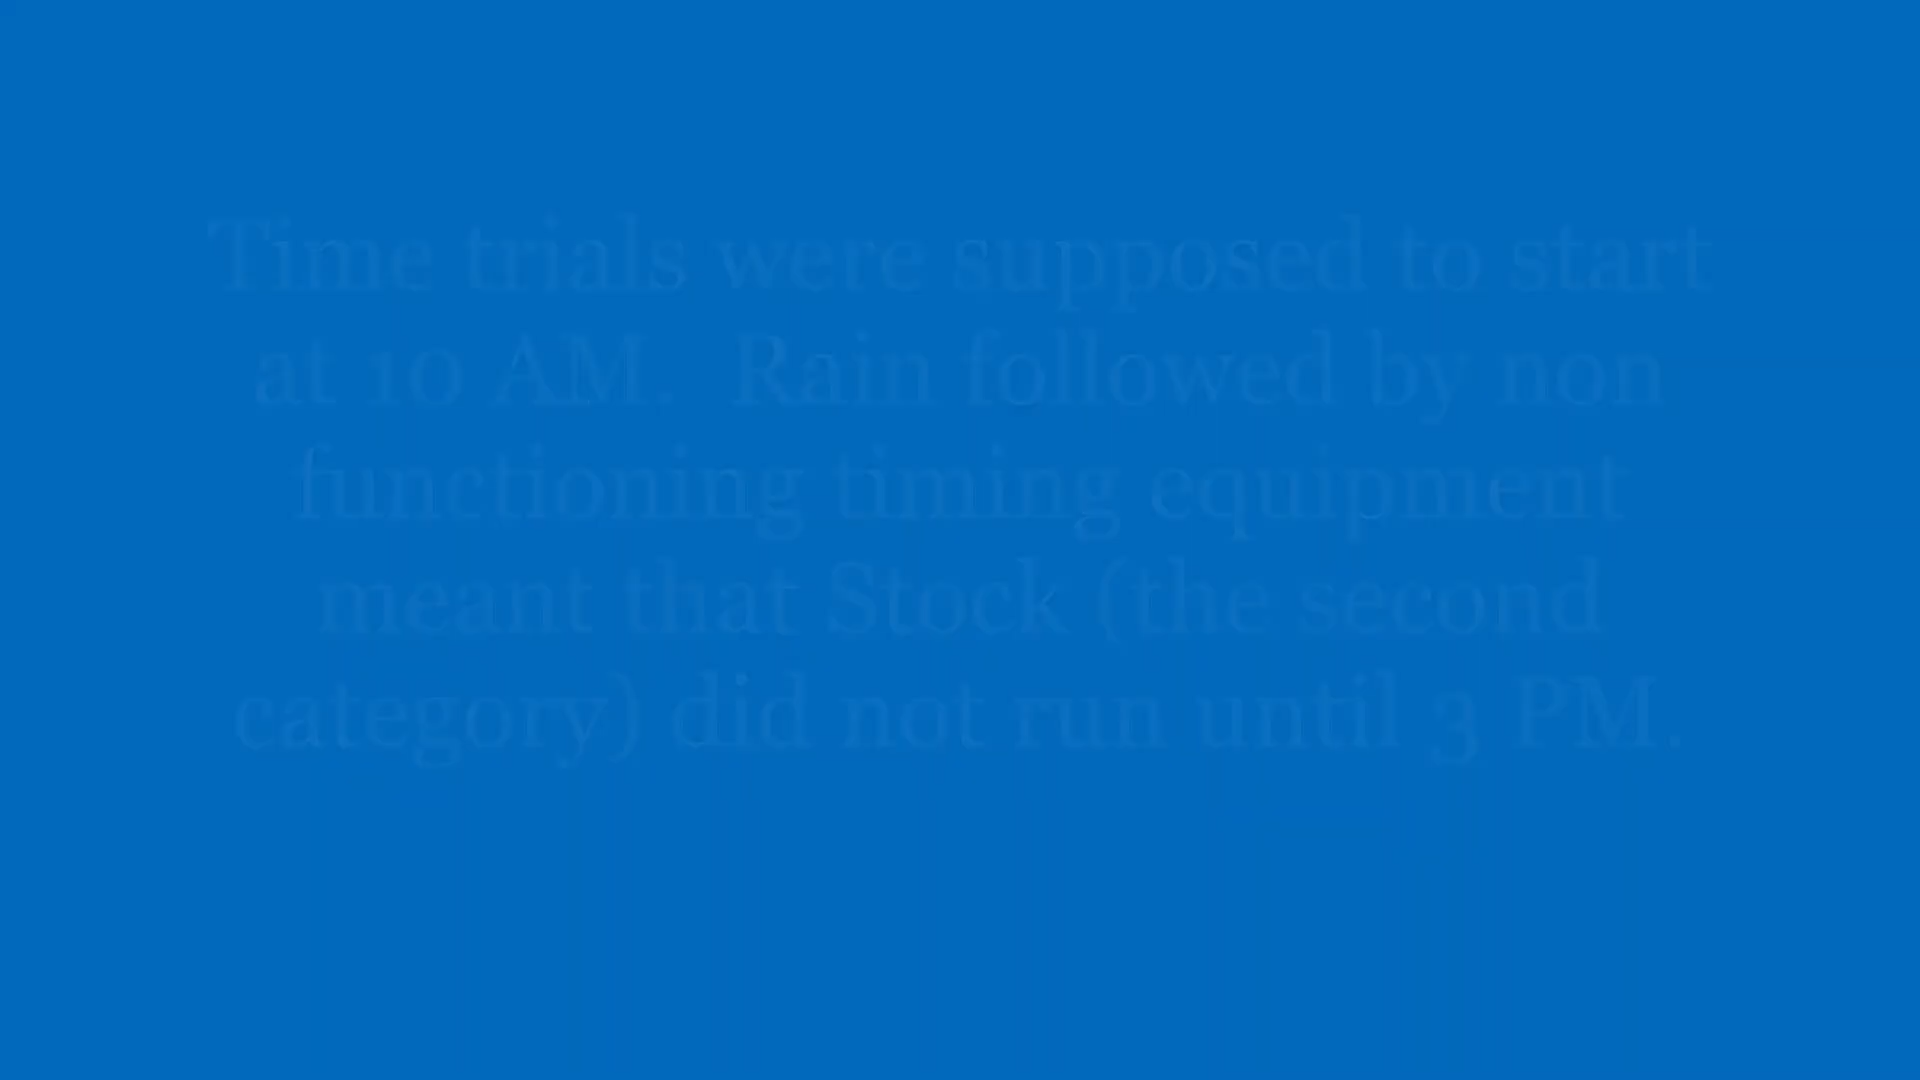 Time trials were supposed to start
at 10 AM.  Rain followed by non
functioning timing equipment
meant that Stock (the second
category) did not run until 3 PM.